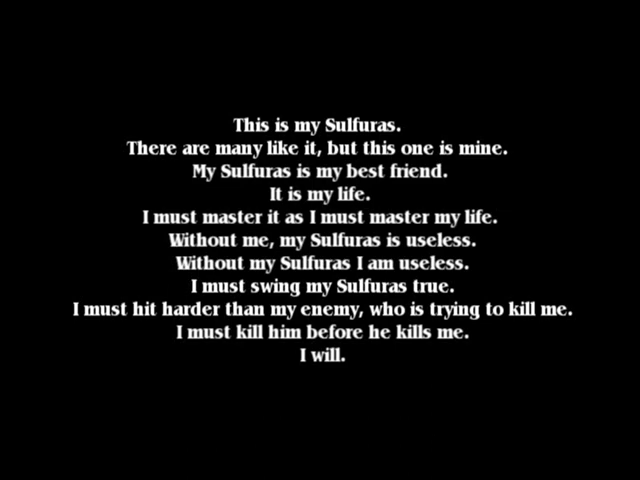 This is my Sulfuras.
There are many like it, but this one is mine.
My Sulfuras is my best friend.
It is my life.
I must master it as I must master my life.
Without me, my Sulfuras is useless.
Without my Sulfuras I am useless.
I must swing my Sulfuras true.
I must hit harder than my enemy, who is trying to kill me.
I must kill him before he kills me.
I will.